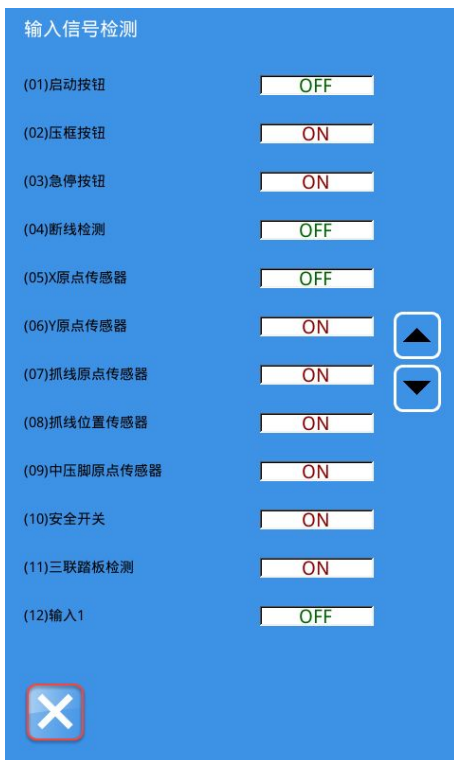 输入信号检测
(01)启动按钮 OFF
(02)压框按钮 ON
(03)急停按钮 ON
(04)断线检测 OFF
(05)X原点传感器 OFF
(06)Y原点传感器 ON
(07)抓线原点传感器 ON
(08)抓线位置传感器 ON
(09)中压脚原点传感器 ON
(10)安全开关 ON
(11)三联踏板检测 ON
(12)输入1 OFF